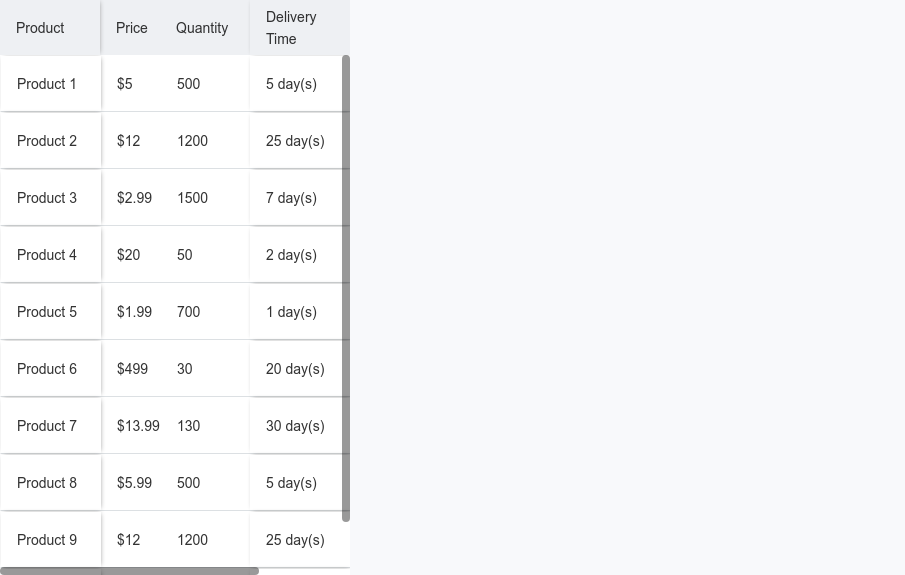 Product Price Quantity Delivery
Time
Product 1 $5 500 5 day(s)
Product 2 $12 1200 25 day(s)
Product 3 $2.99 1500 7 day(s)
Product 4 $20 50 2 day(s)
Product 5 $1.99 700 1 day(s)
Product 6 $499 30 20 day(s)
Product 7 $13.99 130 30 day(s)
Product 8 $5.99 500 5 day(s)
Product 9 $12 1200 25 day(s)